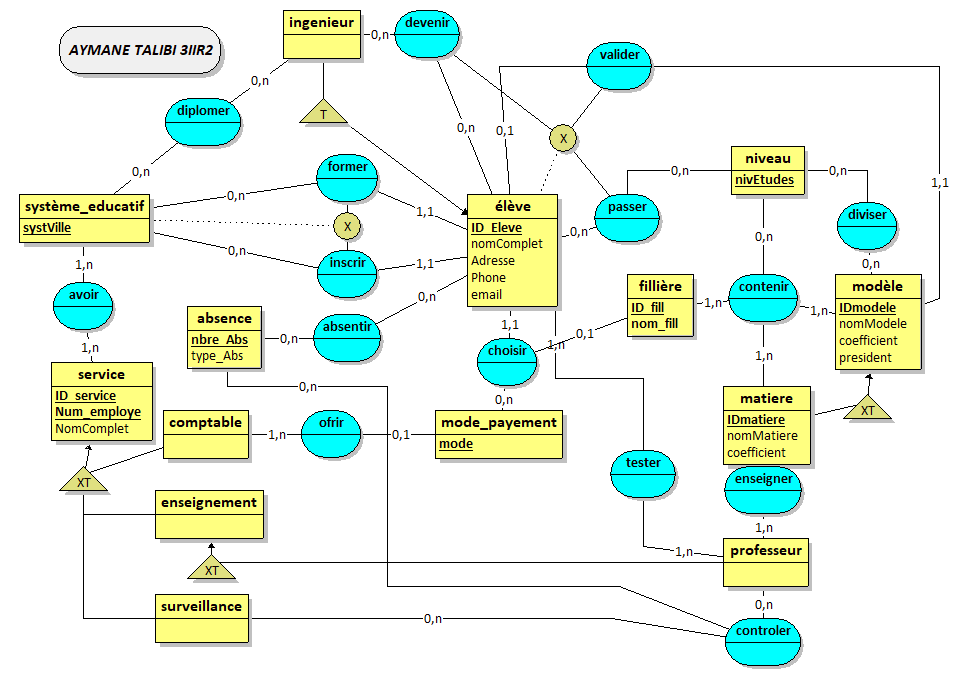 ingenieur
devenir
0,n
AYMANE TALIBI 3IIR2
valider
0,n
diplomer
T
0,n
0,1
X
former
niveau
nivEtudes
0,n
0,n
0,n
1,1
système_educatif
systVille
0,n
1,1
X
élève
ID_Eleve
nomComplet
Adresse
Phone
email
passer
0,n
diviser
0,n
0,n
inscrir
1,1
0,n
1,n
avoir
0,n
fillière
ID_fill
nom_fill
1,n
contenir
1,n
modèle
IDmodele
nomModele
coefficient
president
absence
nbre_Abs
type_Abs
0,n
absentir
1,1
choisir
1,n
0,1
1,n
1,n
service
ID_service
Num_employe
NomComplet
0,n
0,n
matiere
IDmatiere
nomMatiere
coefficient
XT
comptable
1,n
ofrir
0,1
mode_payement
mode
XT
tester
enseigner
enseignement
1,n
1,n
professeur
XT
surveillance
0,n
0,n
controler